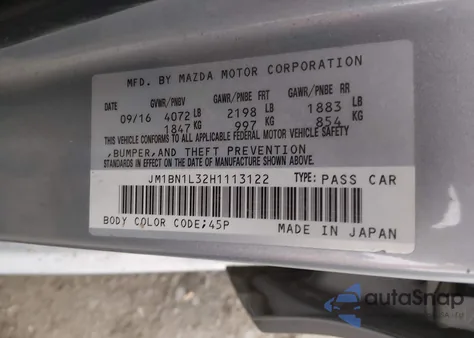 MFD. BY MAZDA MOTOR CORPORATION
DATE GVWR/PNBV GAWR/PNBE FRT GAWR/PNBE RR
09/16 4072 LB 2198 LB 1883 LB
1847 KG 997 KG 854 KG
THIS VEHICLE CONFORMS TO ALL APPLICABLE FEDERAL MOTOR VEHICLE SAFETY
,BUMPER,AND THEFT PREVENTION
STANDARDS IN EFFECT ON THE DATE OF MANUFACTURE SHOWN ABOVE.
JM1BN1L32H1113122 TYPE: PASS CAR
BODY COLOR CODE;45P MADE IN JAPAN
autoSnap